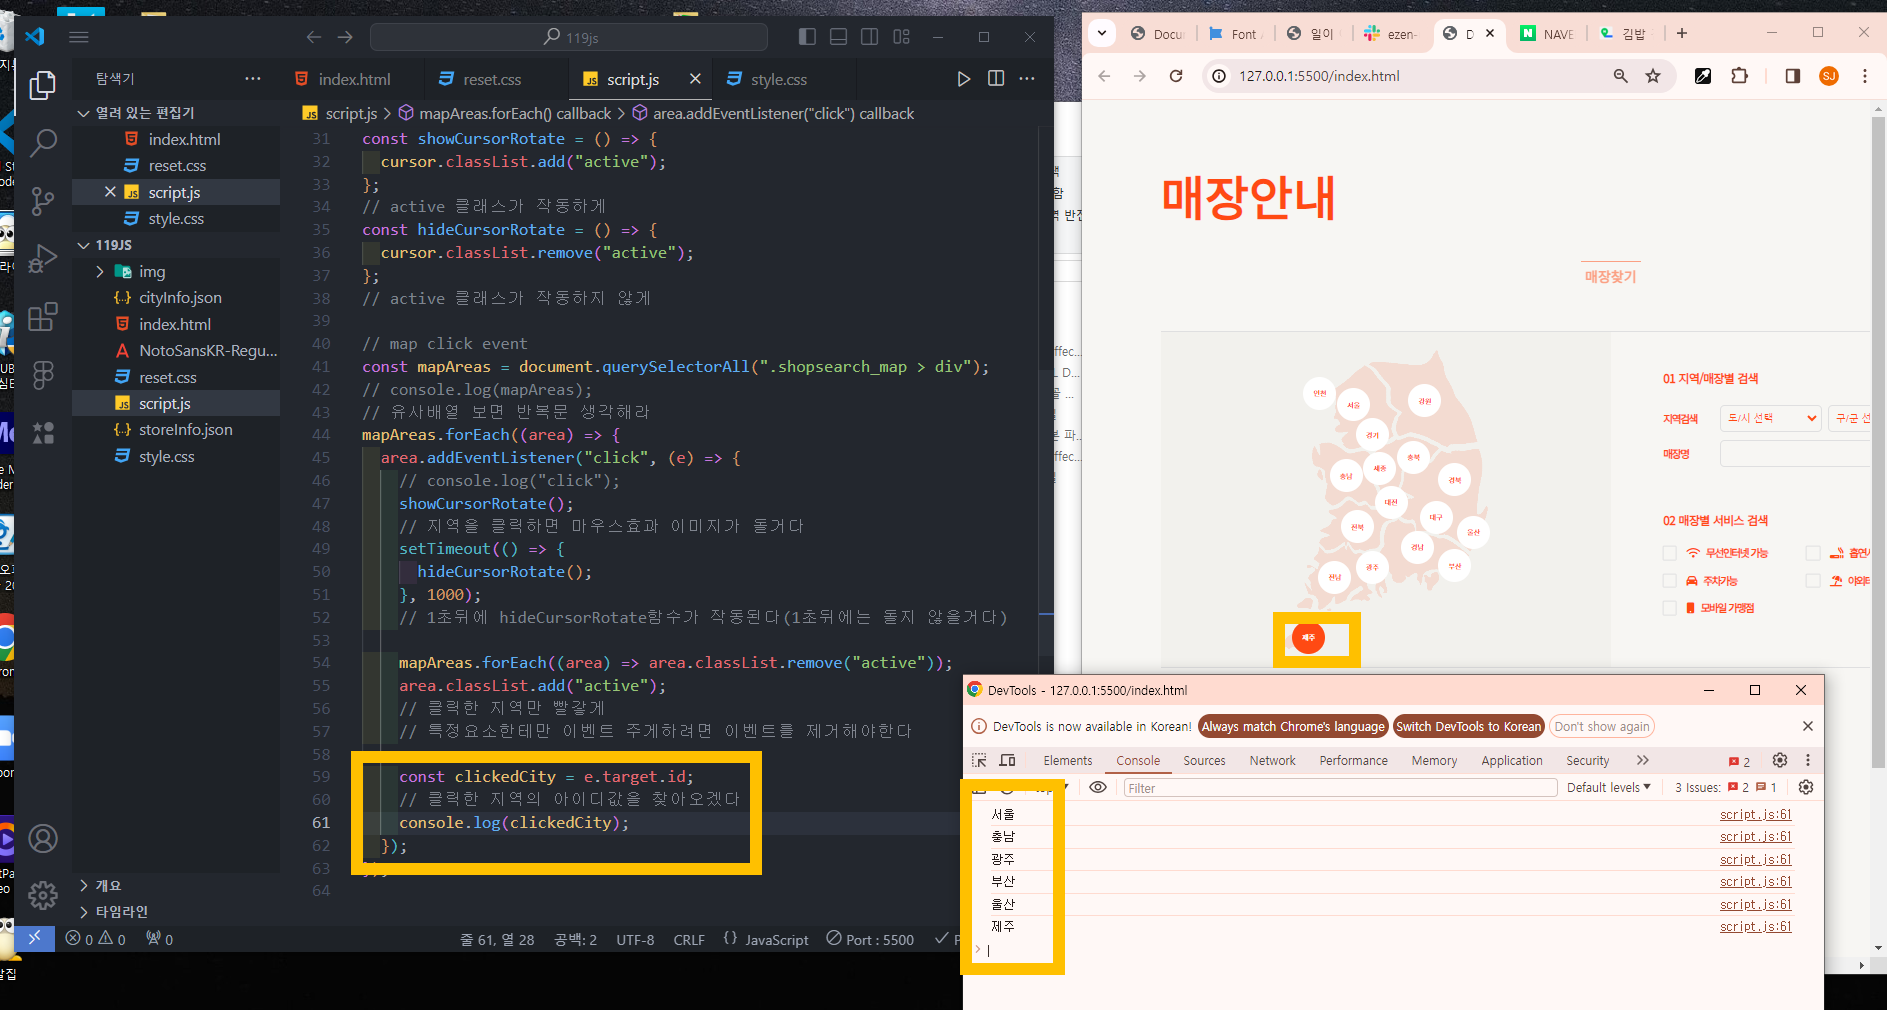 119js
탐색기
index.html
reset.css
script.js
style.css
열려 있는 편집기
index.html
reset.css
script.js
style.css
119JS
img
cityInfo.json
index.html
NotoSansKR-Regu...
reset.css
script.js
storeInfo.json
style.css
개요
타임라인
script.js > mapAreas.forEach() callback > area.addEventListener("click") callback
31 const showCursorRotate = () => {
32 cursor.classList.add("active");
33 };
34 // active 클래스가 작동하게
35 const hideCursorRotate = () => {
36 cursor.classList.remove("active");
37 };
38 // active 클래스가 작동하지 않게
39
40 // map click event
41 const mapAreas = document.querySelectorAll(".shopsearch_map > div");
42 // console.log(mapAreas);
43 // 유사배열 보면 반복문 생각해라
44 mapAreas.forEach((area) => {
45 area.addEventListener("click", (e) => {
46 // console.log("click");
47 showCursorRotate();
48 // 지역을 클릭하면 마우스효과 이미지가 돌거다
49 setTimeout(() => {
50 hideCursorRotate();
51 }, 1000);
52 // 1초뒤에 hideCursorRotate함수가 작동된다(1초뒤에는 돌지 않을거다)
53
54 mapAreas.forEach((area) => area.classList.remove("active"));
55 area.classList.add("active");
56 // 클릭한 지역만 빨갛게
57 // 특정요소한테만 이벤트 주게하려면 이벤트를 제거해야한다
58
59 const clickedCity = e.target.id;
60 // 클릭한 지역의 아이디값을 찾아오겠다
61 console.log(clickedCity);
62 });
63
64
0 0 0
줄 61, 열 28 공백: 2 UTF-8 CRLF {} JavaScript Port : 5500
Docu Font 일이 ezen- D NAVE 김밥
127.0.0.1:5500/index.html
SJ
매장안내
매장찾기
인천
서울
강원
경기
충북
세종
충남
경북
대전
대구
전북
울산
경남
광주
부산
전남
제주
01 지역/매장별 검색
지역검색 도/시 선택 구/군 선
매장명
02 매장별 서비스 검색
무선인터넷 가능
주차가능
모바일 가맹점
DevTools - 127.0.0.1:5500/index.html
DevTools is now available in Korean! Always match Chrome's language Switch DevTools to Korean Don't show again
Elements Console Sources Network Performance Memory Application Security 2
Filter Default levels 3 Issues: 2 1
서울 script.js:61
충남 script.js:61
광주 script.js:61
부산 script.js:61
울산 script.js:61
제주 script.js:61